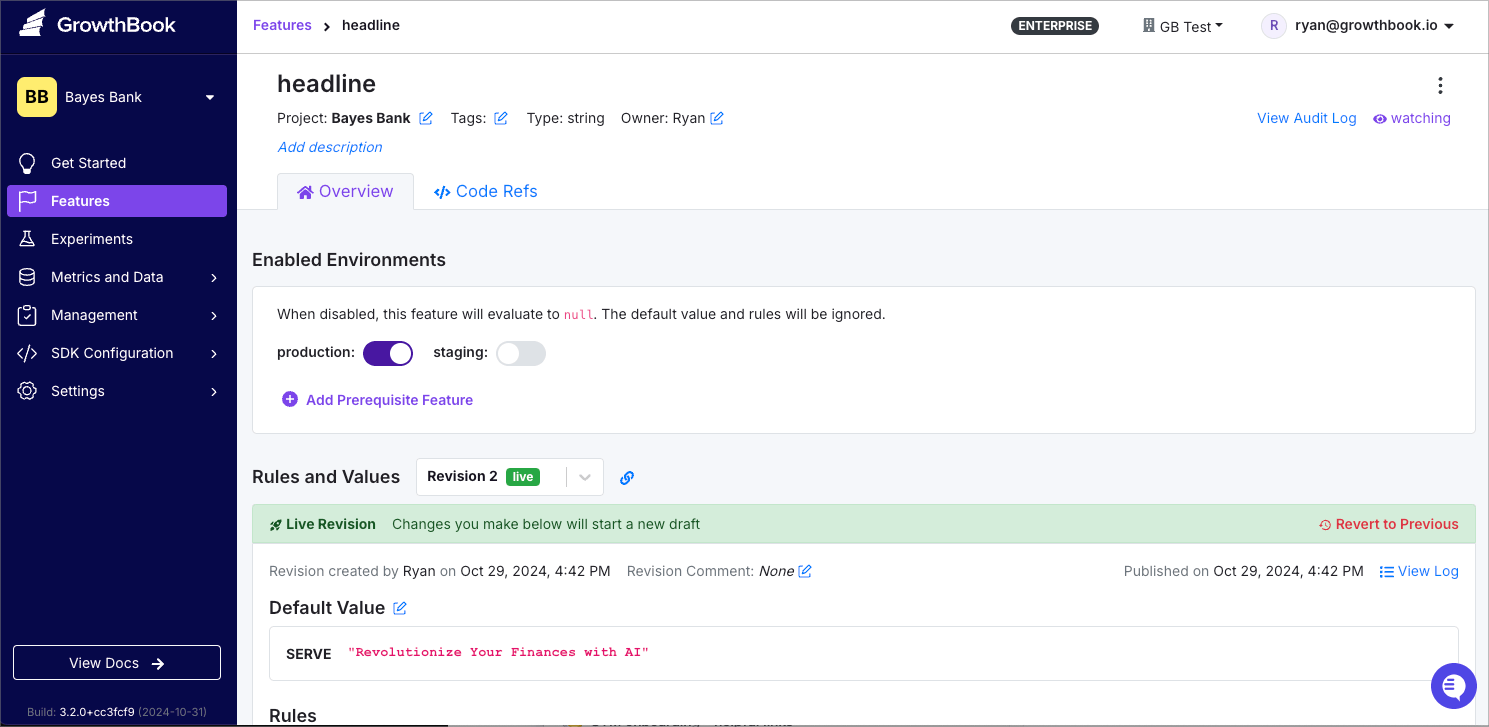 GrowthBook
Features > headline
ENTERPRISE
GB Test
R
ryan@growthbook.io
BB
Bayes Bank
Get Started
Features
Experiments
Metrics and Data
Management
SDK Configuration
Settings
View Docs
Build: 3.2.0+cc3fcf9 (2024-10-31)
headline
Project: Bayes Bank Tags: Type: string Owner: Ryan
View Audit Log watching
Add description
Overview
Code Refs
Enabled Environments
When disabled, this feature will evaluate to null. The default value and rules will be ignored.
production: staging:
Add Prerequisite Feature
Rules and Values
Revision 2 live
Live Revision Changes you make below will start a new draft
Revert to Previous
Revision created by Ryan on Oct 29, 2024, 4:42 PM Revision Comment: None
Published on Oct 29, 2024, 4:42 PM View Log
Default Value
SERVE "Revolutionize Your Finances with AI"
Rules